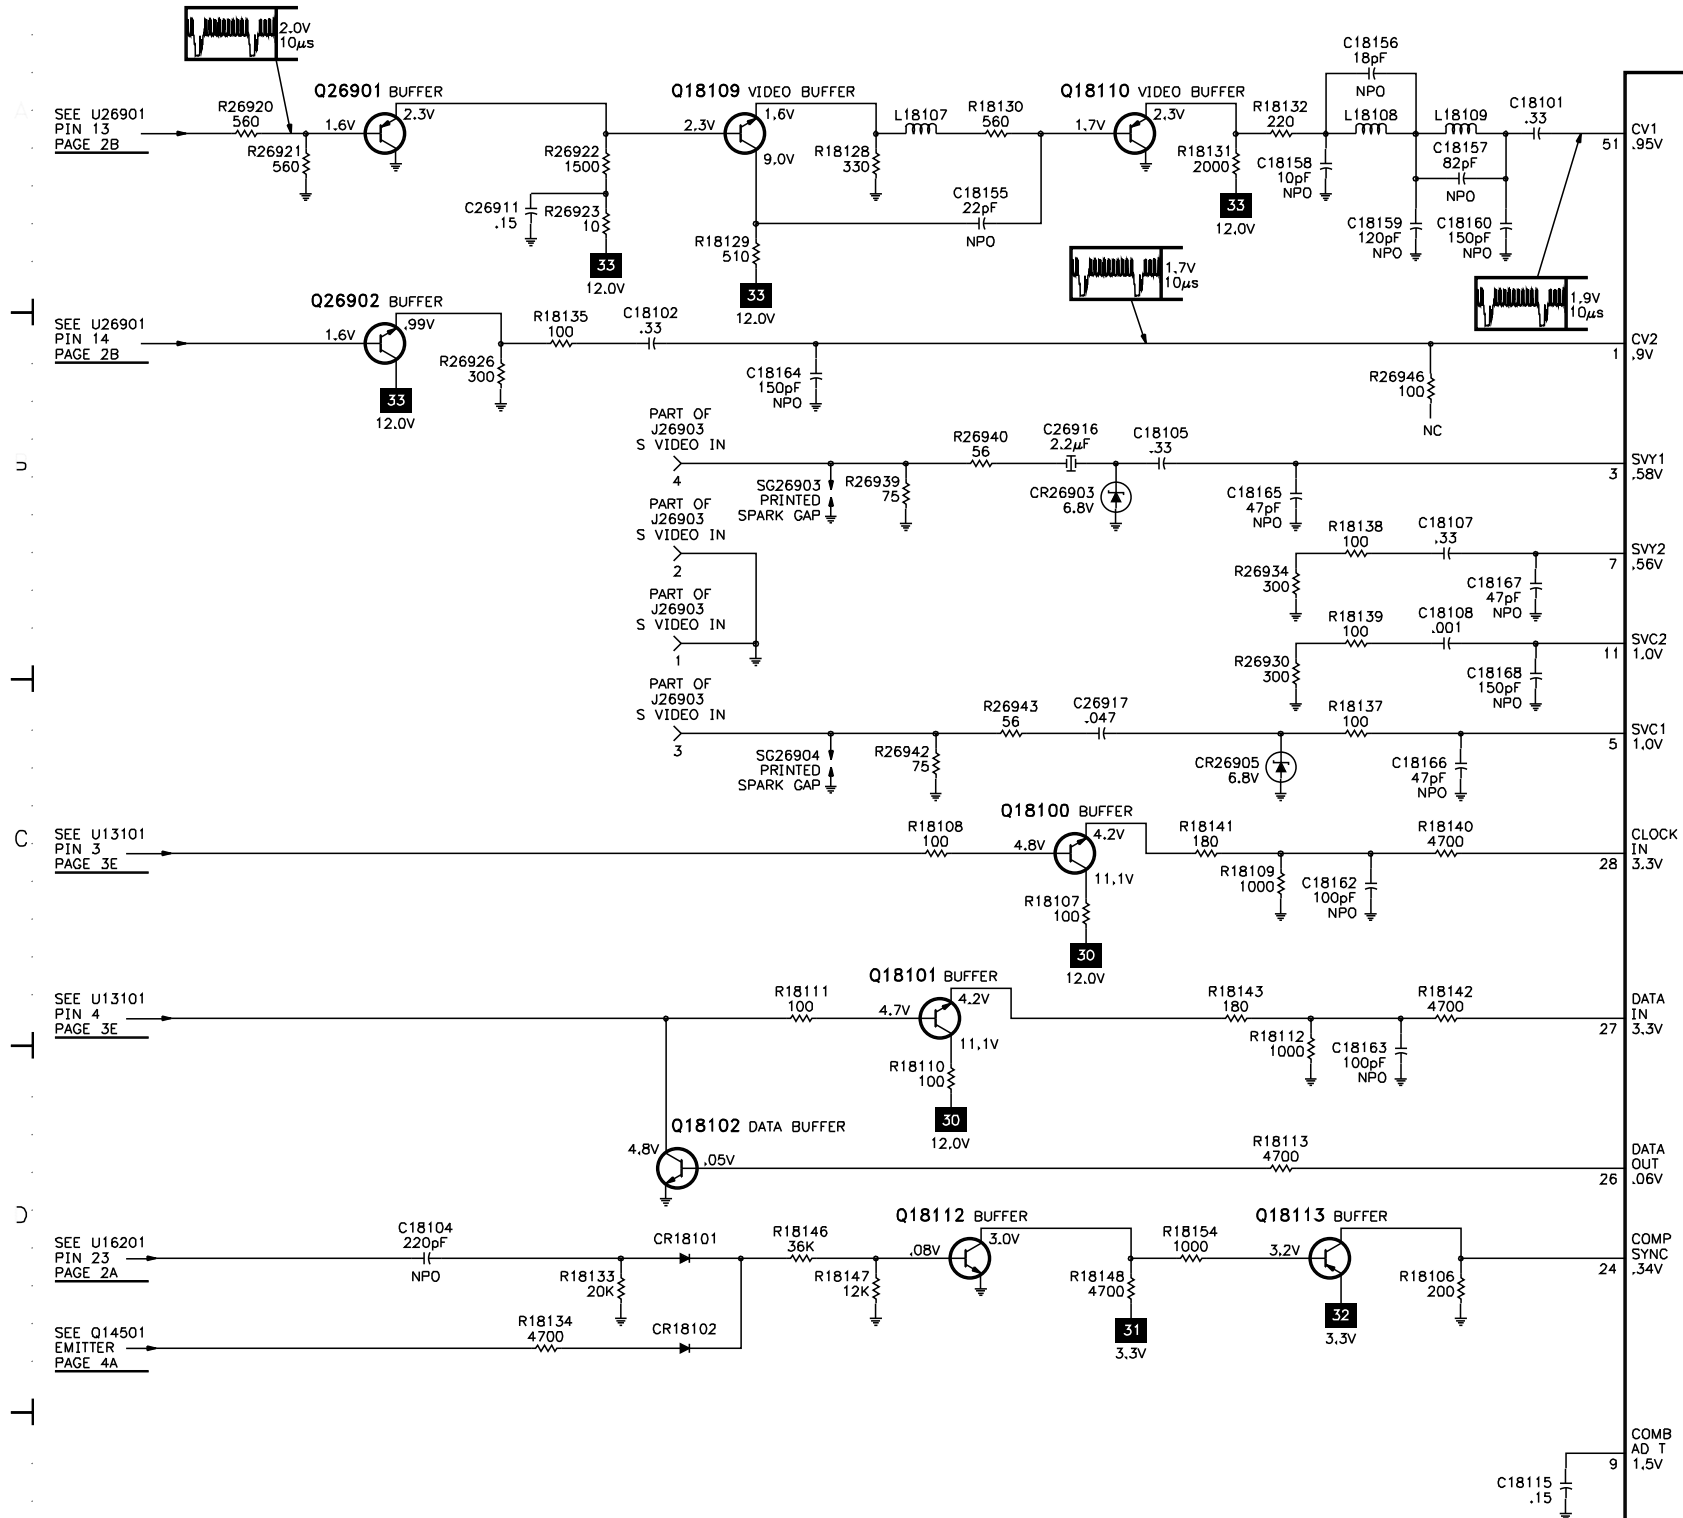 2.0V
10µs
Q26901 BUFFER
2.3V
1.6V
SEE U26901
PIN 13
PAGE 2B
R26920
560
R26921
560
R26922
1500
C26911
.15
R26923
10
33
12.0V
Q18109 VIDEO BUFFER
1.6V
2.3V
9.0V
R18128
330
L18107
R18130
560
C18155
22pF
NPO
R18129
510
33
12.0V
Q18110 VIDEO BUFFER
2.3V
1.7V
R18131
2000
33
12.0V
R18132
220
C18156
18pF
NPO
L18108
L18109
C18101
.33
C18158
10pF
NPO
C18157
82pF
NPO
C18159
120pF
NPO
C18160
150pF
NPO
CV1
51 .95V
1.9V
10µs
1.7V
10µs
SEE U26901
PIN 14
PAGE 2B
Q26902 BUFFER
.99V
1.6V
33
12.0V
R26926
300
R18135
100
C18102
.33
C18164
150pF
NPO
R26946
100
NC
CV2
1 .9V
PART OF
J26903
S VIDEO IN
4
SG26903
PRINTED
SPARK GAP
R26939
75
R26940
56
C26916
2.2µF
C18105
.33
CR26903
6.8V
C18165
47pF
NPO
SVY1
3 .58V
PART OF
J26903
S VIDEO IN
2
R18138
100
C18107
.33
R26934
300
C18167
47pF
NPO
SVY2
7 .56V
PART OF
J26903
S VIDEO IN
1
R18139
100
C18108
.001
R26930
300
C18168
150pF
NPO
SVC2
11 1.0V
PART OF
J26903
S VIDEO IN
3
SG26904
PRINTED
SPARK GAP
R26942
75
R26943
56
C26917
.047
CR26905
6.8V
R18137
100
C18166
47pF
NPO
SVC1
5 1.0V
C
SEE U13101
PIN 3
PAGE 3E
R18108
100
Q18100 BUFFER
4.2V
4.8V
11.1V
R18107
100
30
12.0V
R18141
180
R18109
1000
C18162
100pF
NPO
R18140
4700
CLOCK
IN
28 3.3V
SEE U13101
PIN 4
PAGE 3E
R18111
100
Q18101 BUFFER
4.2V
4.7V
11.1V
R18110
100
30
12.0V
R18143
180
R18112
1000
C18163
100pF
NPO
R18142
4700
DATA
IN
27 3.3V
Q18102 DATA BUFFER
4.8V
.05V
R18113
4700
DATA
OUT
26 .06V
SEE U16201
PIN 23
PAGE 2A
C18104
220pF
NPO
R18133
20K
CR18101
R18146
36K
R18147
12K
Q18112 BUFFER
3.0V
.08V
R18148
4700
31
3.3V
R18154
1000
Q18113 BUFFER
3.2V
32
3.3V
R18106
200
COMP
SYNC
24 .34V
SEE Q14501
EMITTER
PAGE 4A
R18134
4700
CR18102
COMB
AD T
9 1.5V
C18115
.15